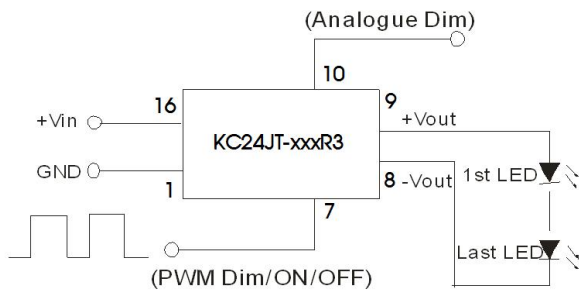 (Analogue Dim)
10
16
9
+Vin
+Vout
KC24JT-xxxR3
GND
1
8
-Vout
1st LED
7
Last LED
(PWM Dim/ON/OFF)